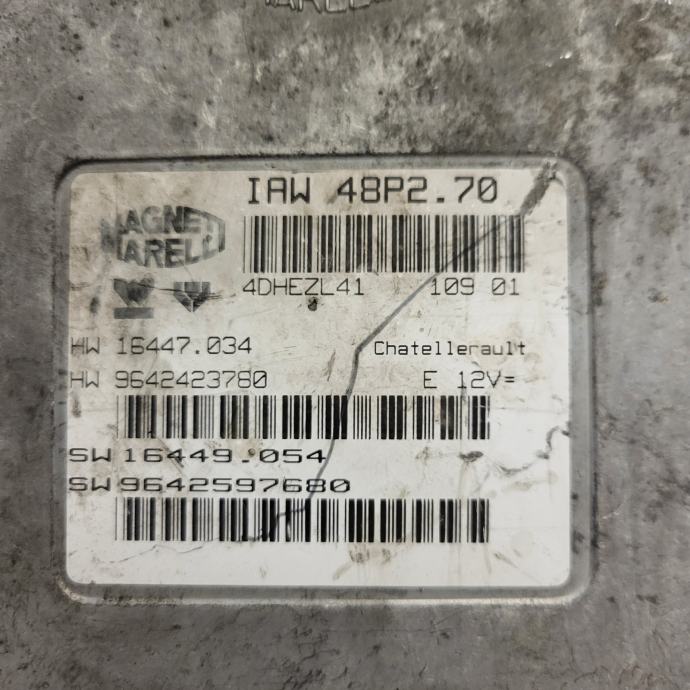 IAW 48P2.70
MAGNETI
MARELLI
4DHEZL41 109 01
HW 16447.034 Chatellerault
HW 9642423780 E 12V=
SW 16449.054
SW 9642597680